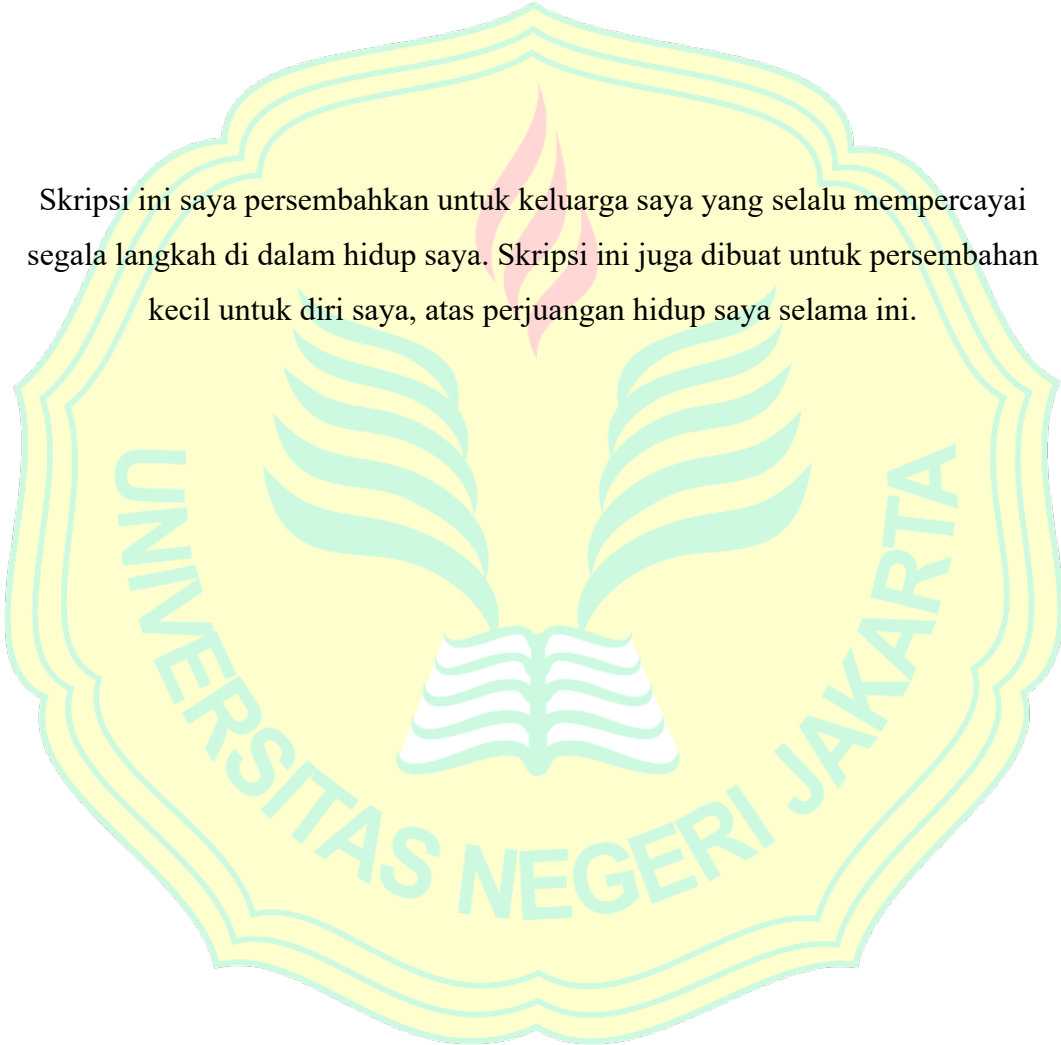 Skripsi ini saya persembahkan untuk keluarga saya yang selalu mempercayai
segala langkah di dalam hidup saya. Skripsi ini juga dibuat untuk persembahan
kecil untuk diri saya, atas perjuangan hidup saya selama ini.
UNIVERSITAS NEGERI JAKARTA